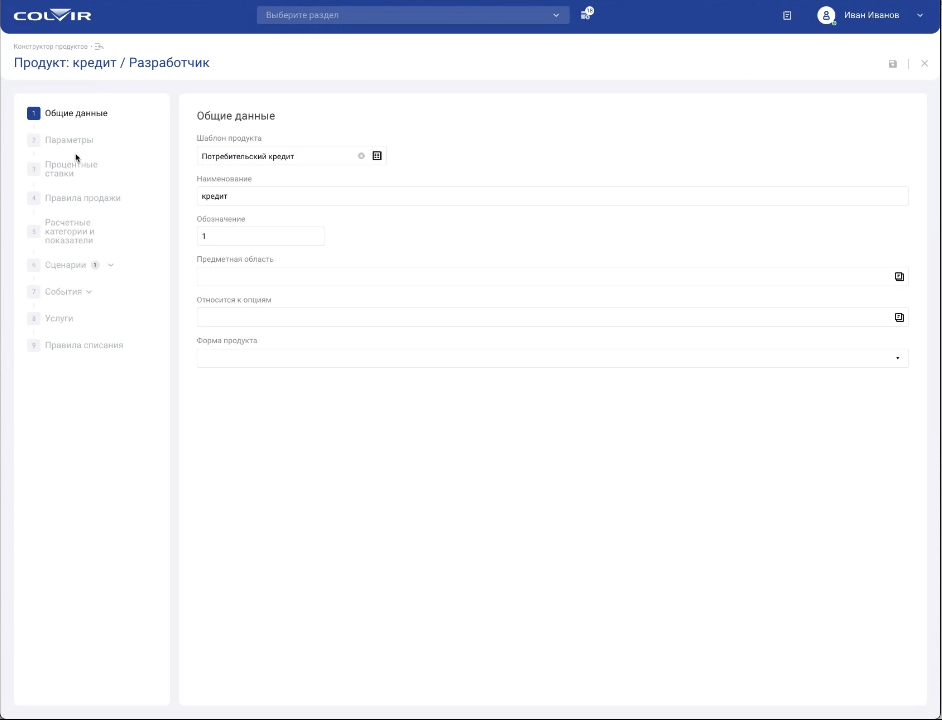 COLVIR
Выберите раздел
18
Иван Иванов
Конструктор продуктов
Продукт: кредит / Разработчик
1 Общие данные
2 Параметры
3 Процентные
ставки
4 Правила продажи
5 Расчетные
категории и
показатели
6 Сценарии 1
7 События
8 Услуги
9 Правила списания
Общие данные
Шаблон продукта
Потребительский кредит
Наименование
кредит
Обозначение
1
Предметная область
Относится к опциям
Форма продукта